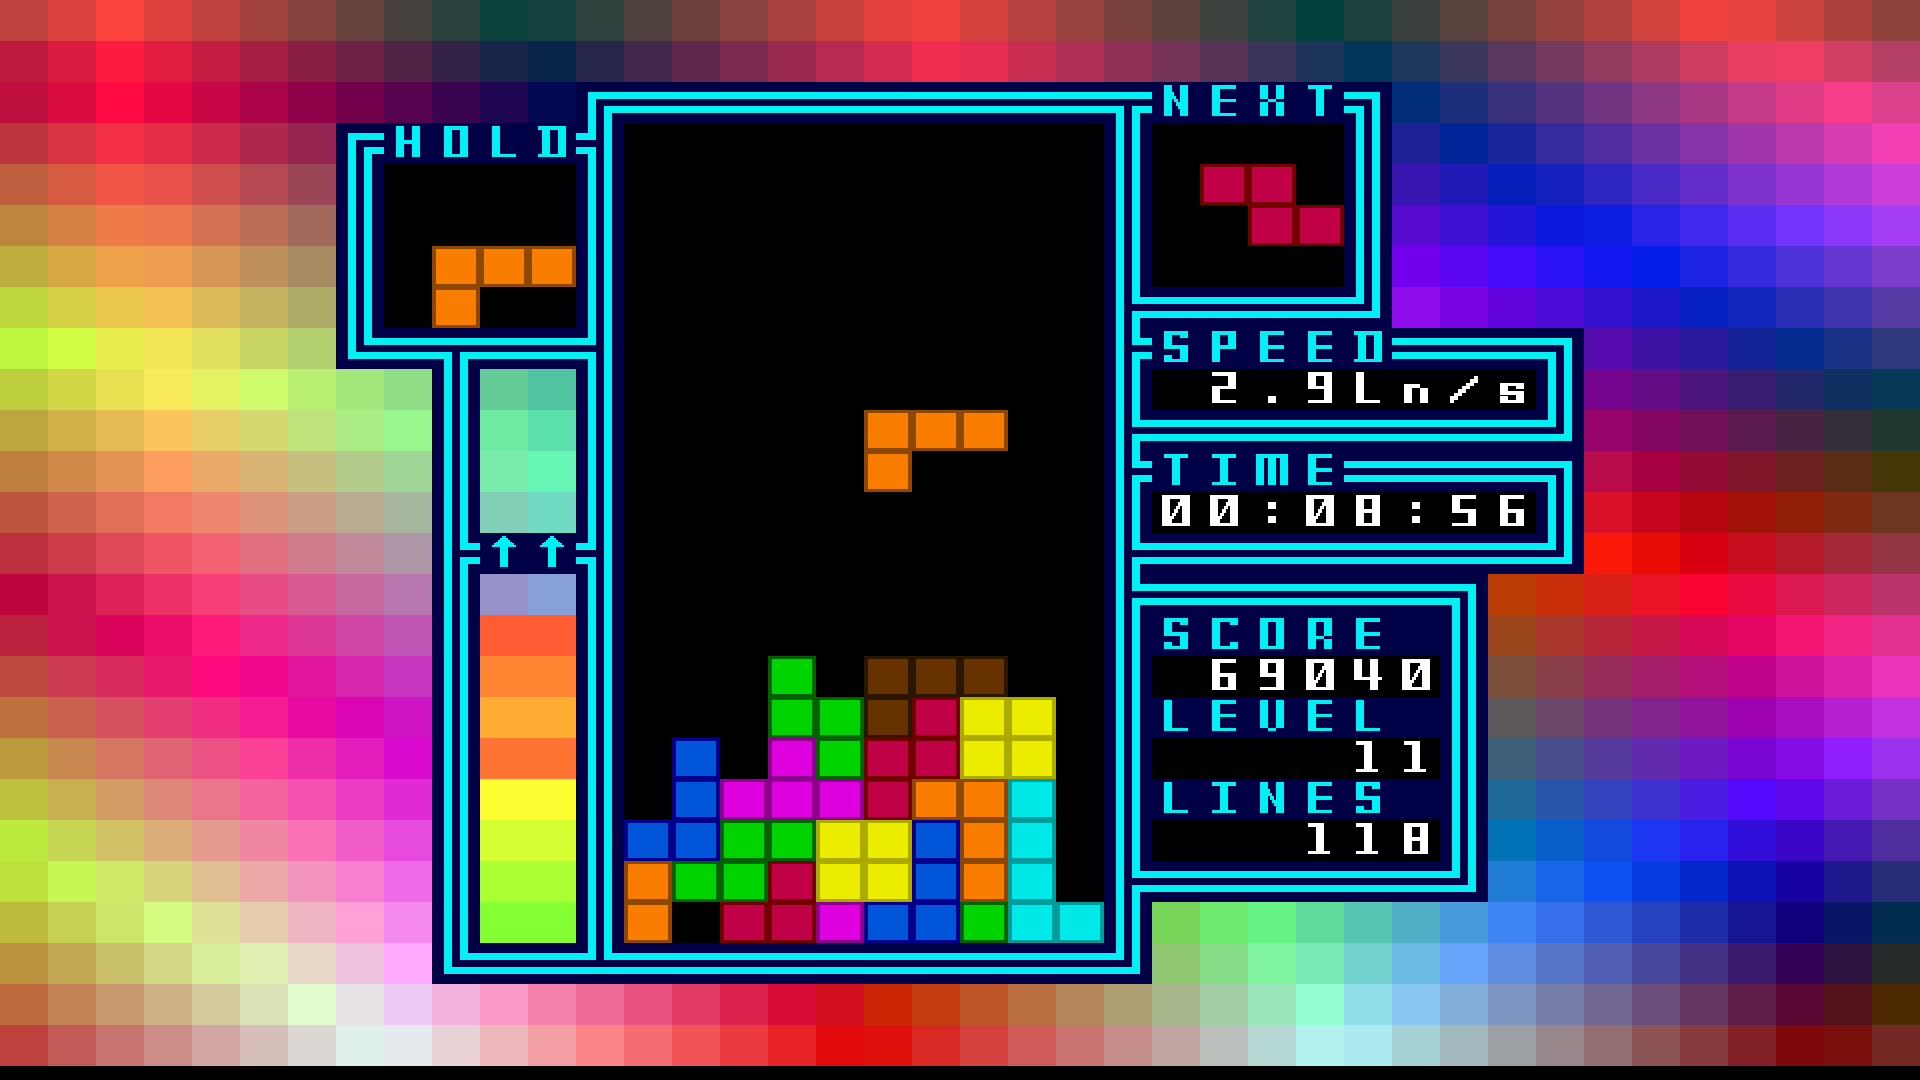 HOLD
NEXT
SPEED
2.9Ln/s
TIME
00:08:56
SCORE
69040
LEVEL
11
LINES
118